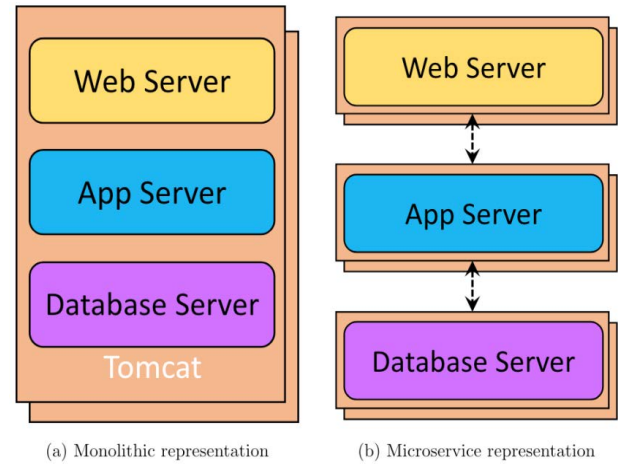 Web Server
App Server
Database Server
Tomcat
(a) Monolithic representation
Web Server
App Server
Database Server
(b) Microservice representation